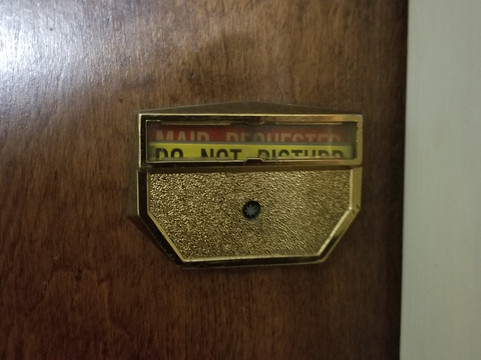 MAID REQUESTED
DO NOT DISTURB